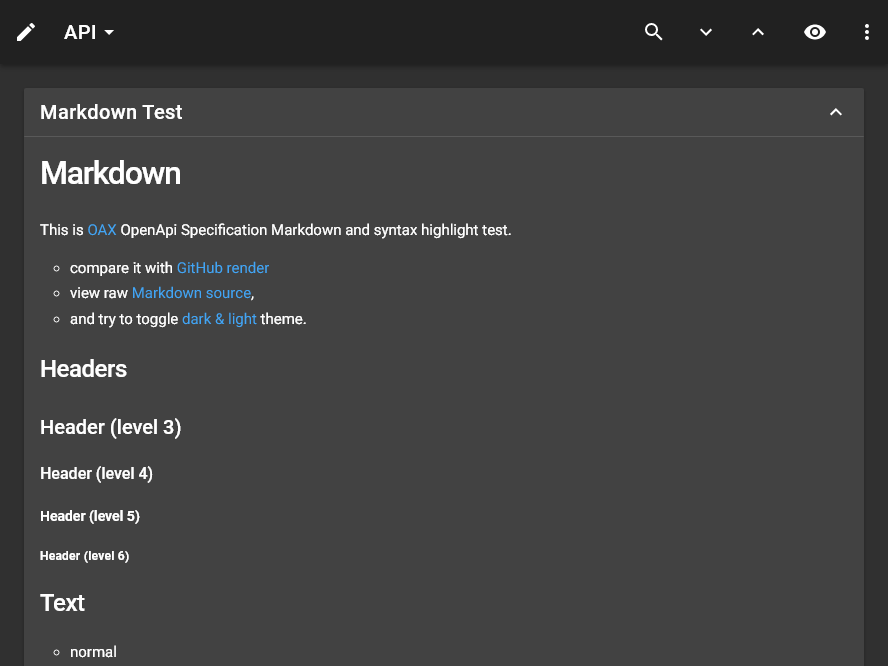 API
Markdown Test
Markdown
This is OAX OpenApi Specification Markdown and syntax highlight test.
compare it with GitHub render
view raw Markdown source,
and try to toggle dark & light theme.
Headers
Header (level 3)
Header (level 4)
Header (level 5)
Header (level 6)
Text
normal